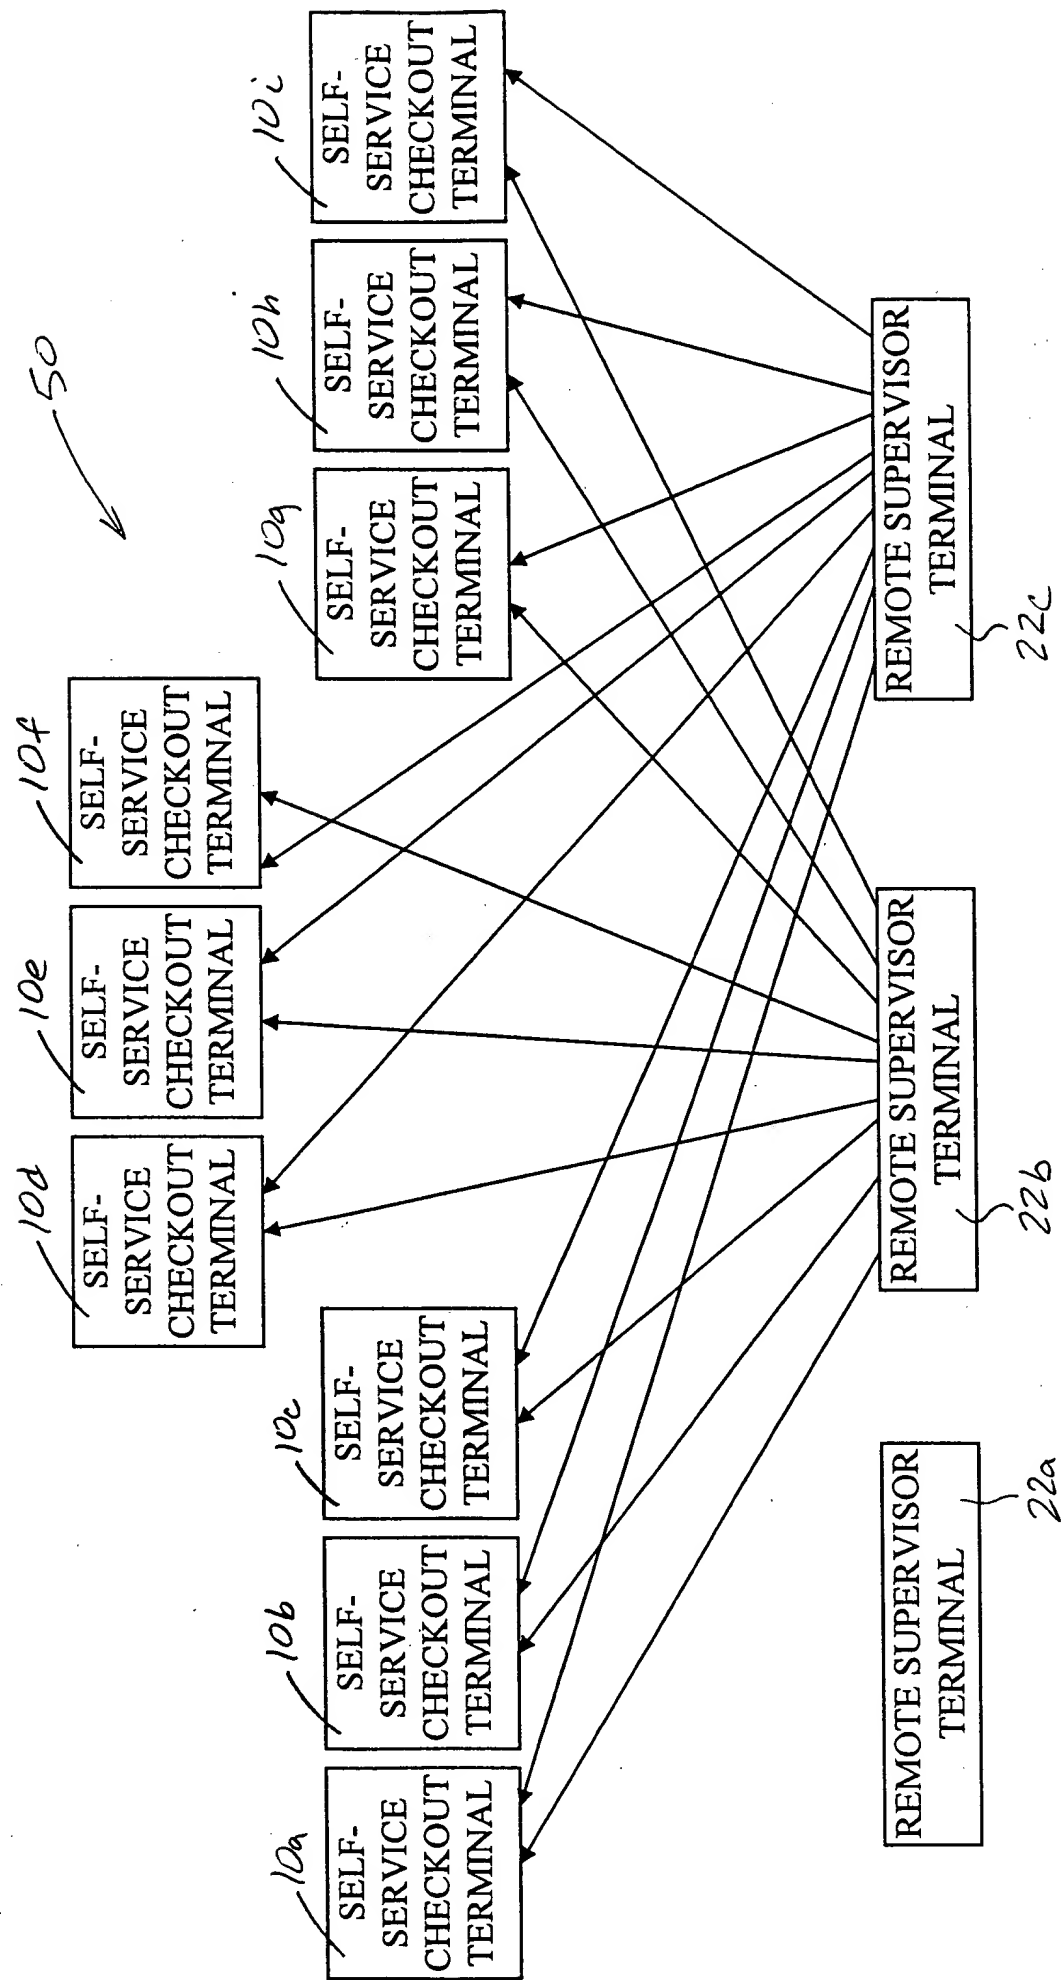 50
10a
SELF-
SERVICE
CHECKOUT
TERMINAL
10b
SELF-
SERVICE
CHECKOUT
TERMINAL
10c
SELF-
SERVICE
CHECKOUT
TERMINAL
10d
SELF-
SERVICE
CHECKOUT
TERMINAL
10e
SELF-
SERVICE
CHECKOUT
TERMINAL
10f
SELF-
SERVICE
CHECKOUT
TERMINAL
10g
SELF-
SERVICE
CHECKOUT
TERMINAL
10h
SELF-
SERVICE
CHECKOUT
TERMINAL
10i
SELF-
SERVICE
CHECKOUT
TERMINAL
REMOTE SUPERVISOR
TERMINAL
22a
REMOTE SUPERVISOR
TERMINAL
22b
REMOTE SUPERVISOR
TERMINAL
22c